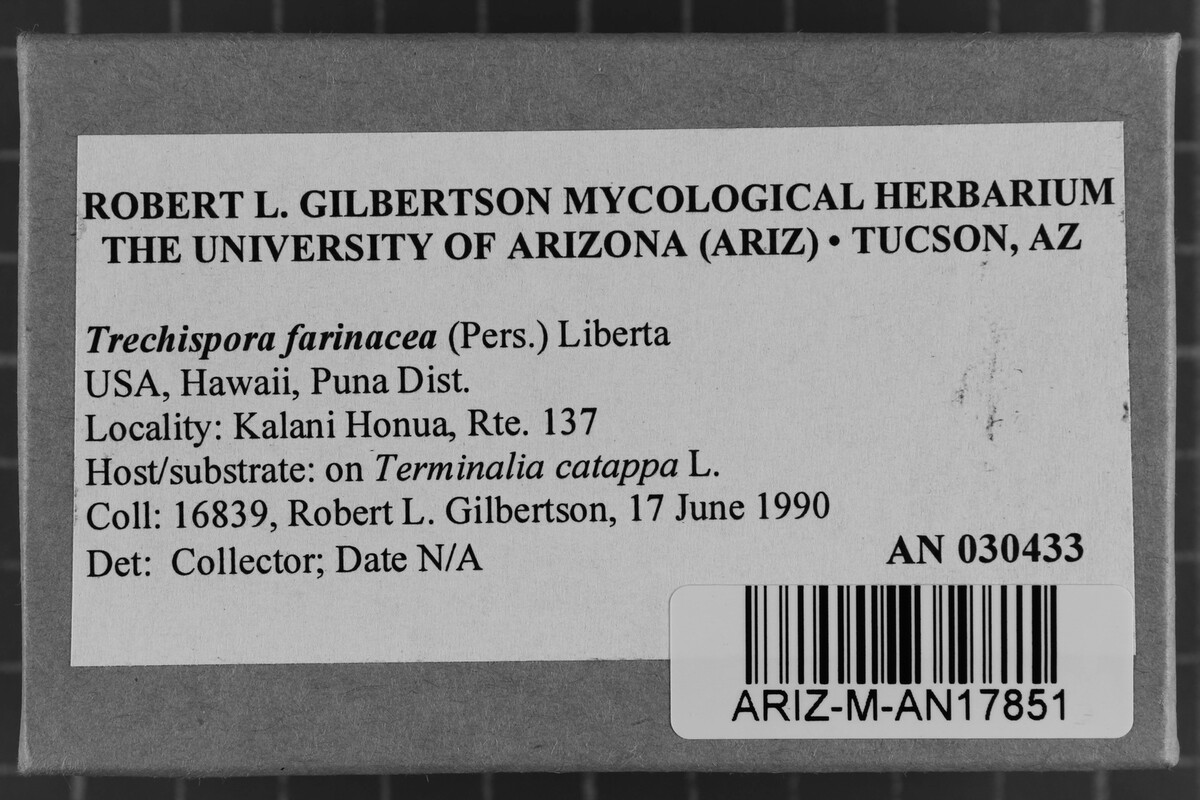 ROBERT L. GILBERTSON MYCOLOGICAL HERBARIUM
THE UNIVERSITY OF ARIZONA (ARIZ) • TUCSON, AZ
Trechispora farinacea (Pers.) Liberta
USA, Hawaii, Puna Dist.
Locality: Kalani Honua, Rte. 137
Host/substrate: on Terminalia catappa L.
Coll: 16839, Robert L. Gilbertson, 17 June 1990
Det: Collector; Date N/A
AN 030433
ARIZ-M-AN17851